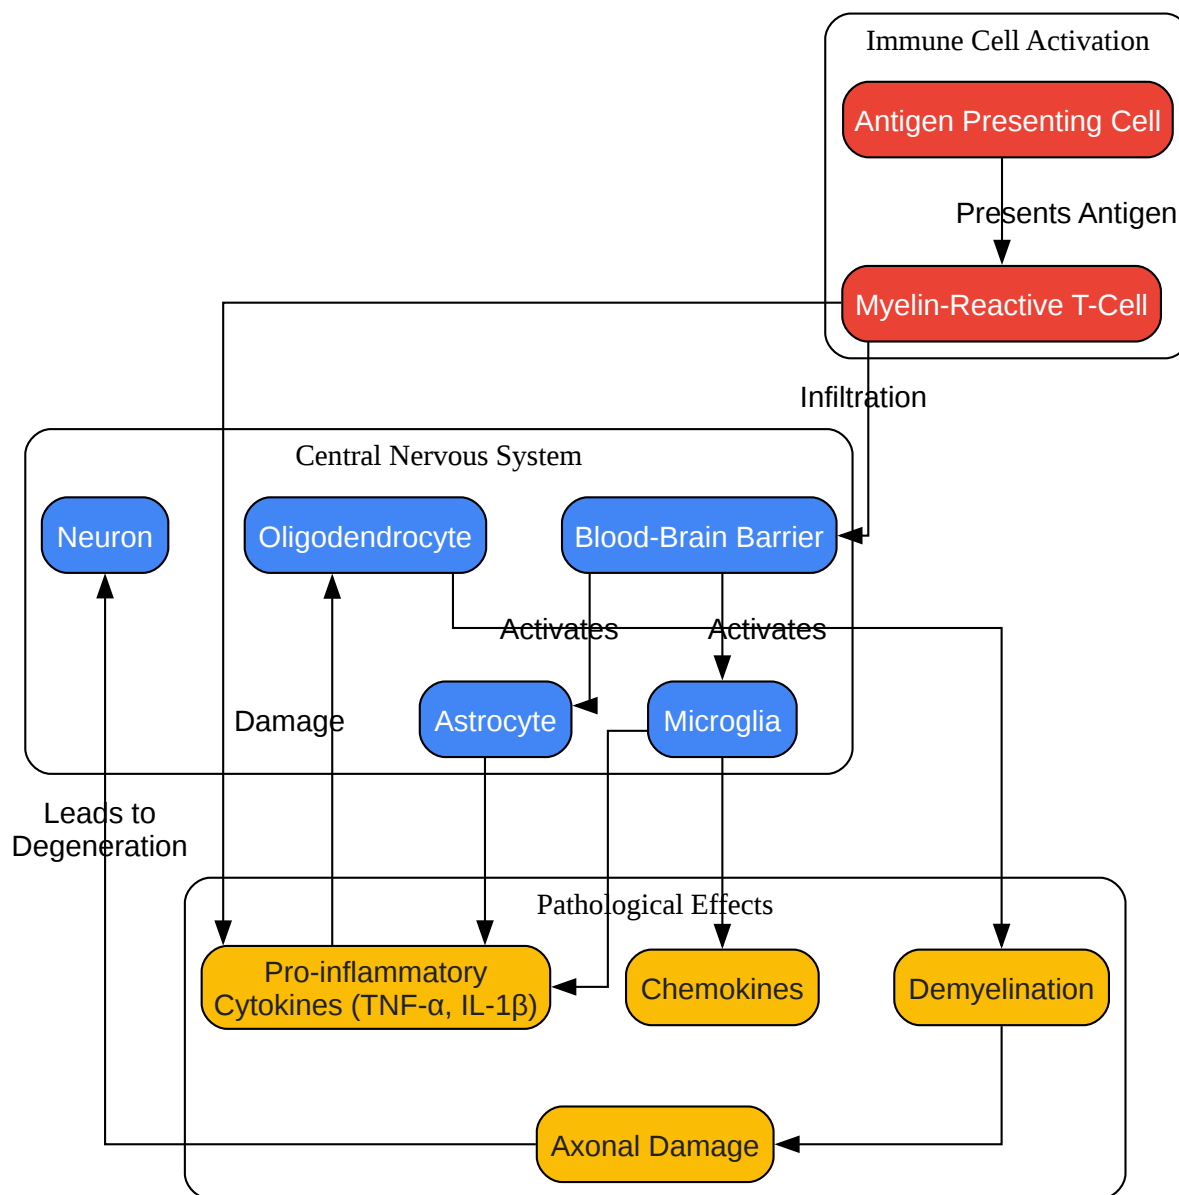 Immune Cell Activation
Antigen Presenting Cell
Presents Antigen
Myelin-Reactive T-Cell
Infiltration
Central Nervous System
Neuron
Oligodendrocyte
Blood-Brain Barrier
Activates
Activates
Damage
Astrocyte
Microglia
Leads to
Degeneration
Pathological Effects
Pro-inflammatory
Cytokines (TNF-α, IL-1β)
Chemokines
Demyelination
Axonal Damage